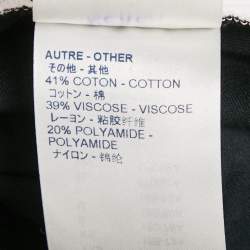 AUTRE - OTHER
その他 - 其他
41% COTON - COTTON
コットン - 棉
39% VISCOSE - VISCOSE
レーヨン - 粘胶纤维
20% POLYAMIDE -
POLYAMIDE
ナイロン - 锦纶